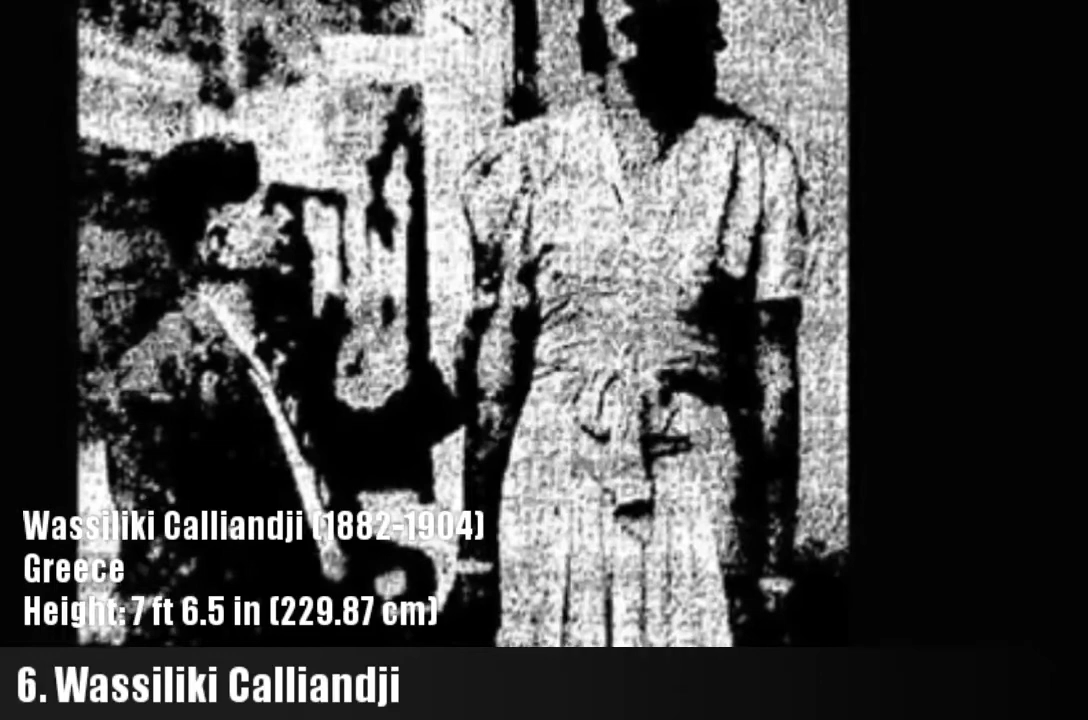 Wassiliki Calliandji (1882-1904)
Greece
Height: 7 ft 6.5 in (229.87 cm)
6. Wassiliki Calliandji